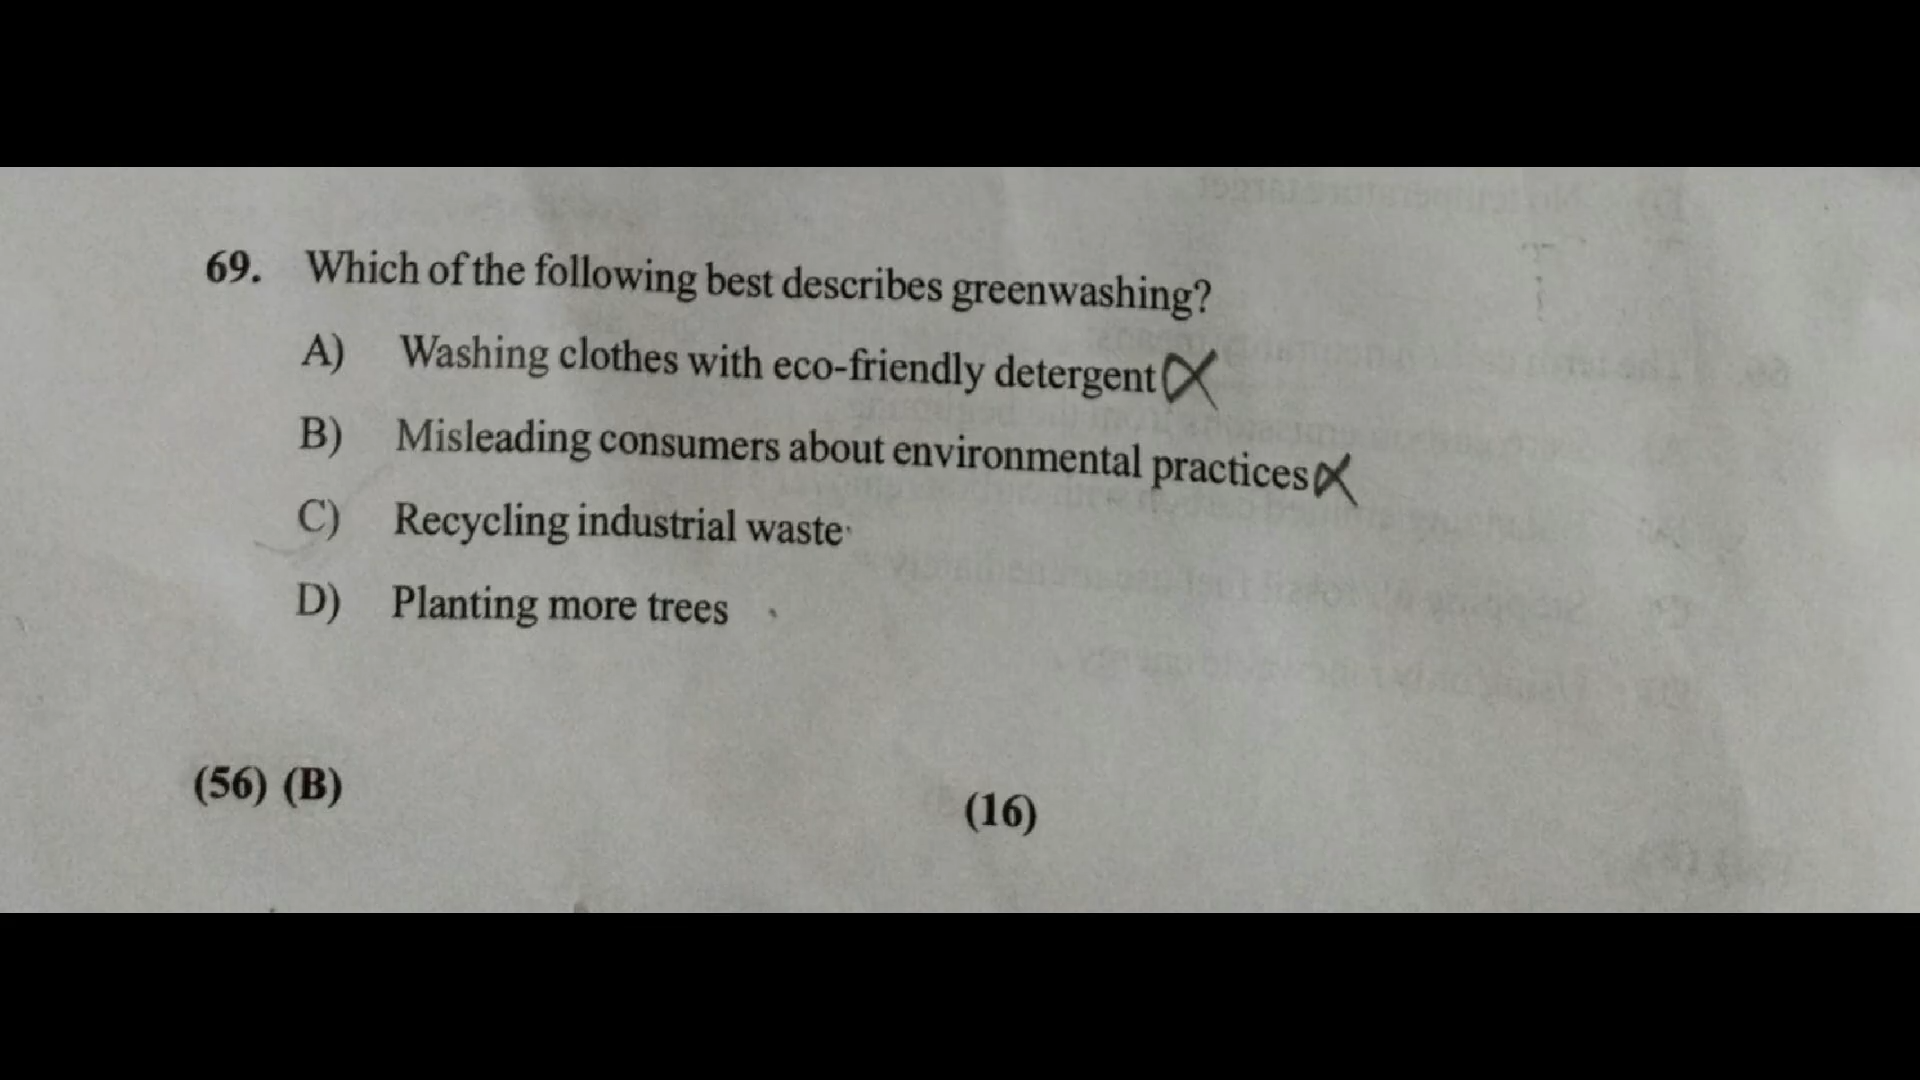 69. Which of the following best describes greenwashing?
A) Washing clothes with eco-friendly detergent
B) Misleading consumers about environmental practices
C) Recycling industrial waste
D) Planting more trees
(56) (B)
(16)